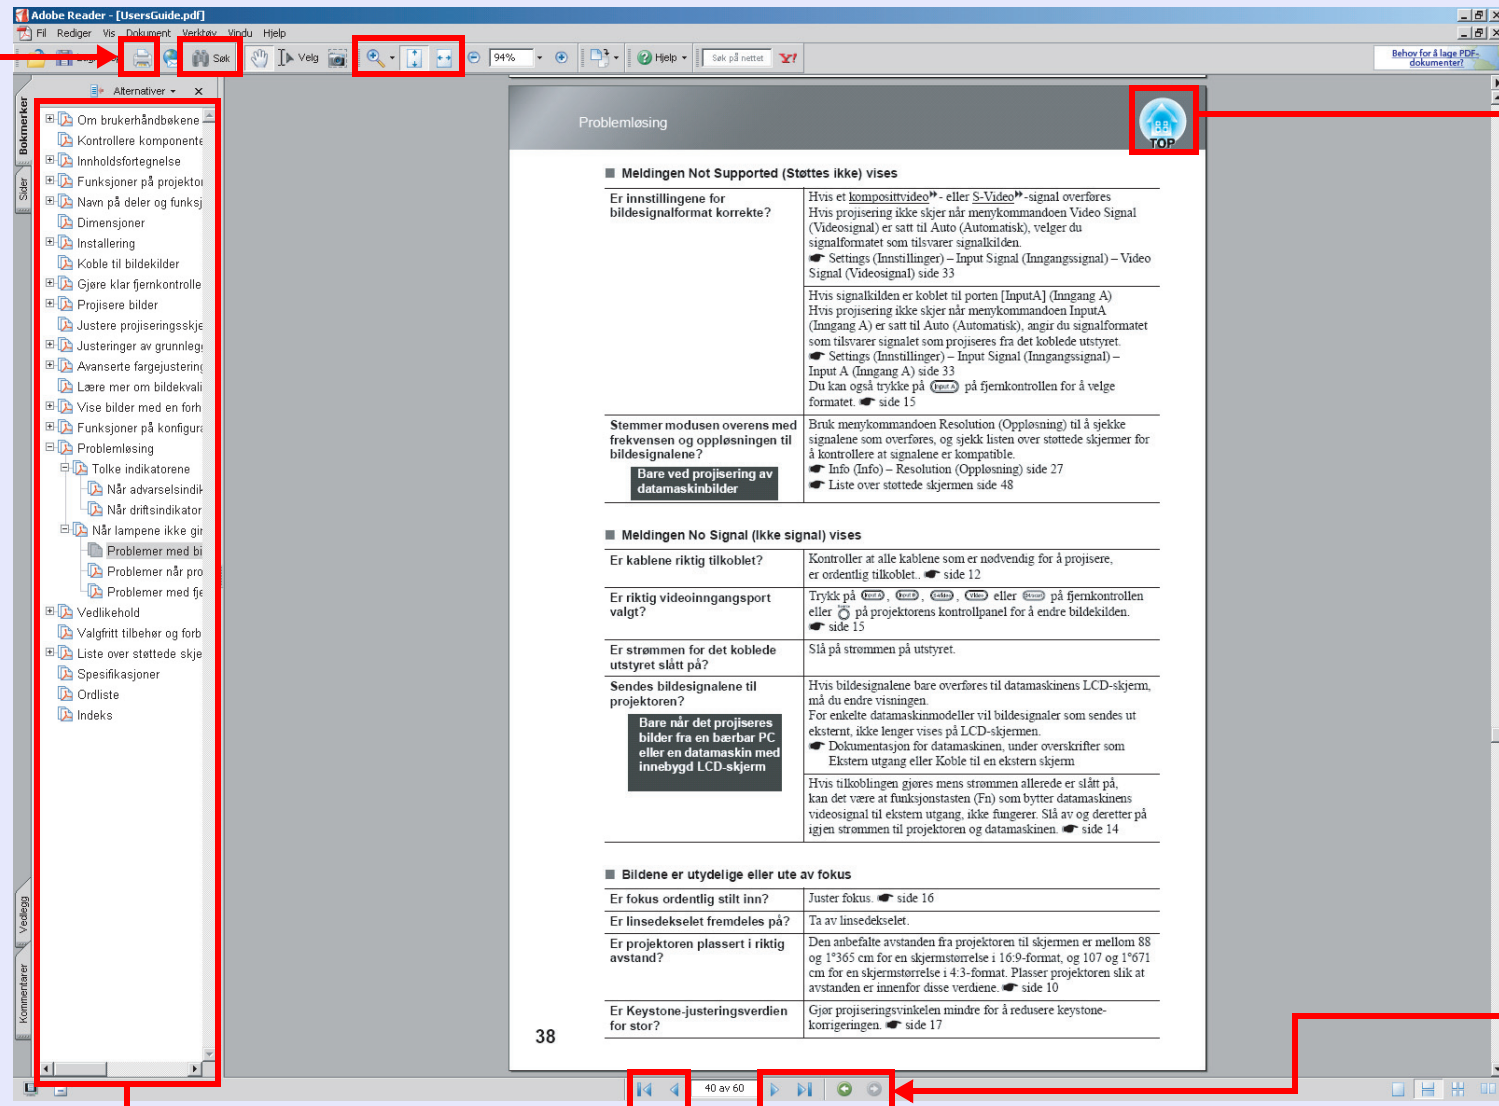 Adobe Reader - [UsersGuide.pdf]
Fil Rediger Vis Dokument Verktøy Vindu Hjelp
Søk Velg 94% Hjelp Søk på nettet Y!
Behov for å lage PDF-
dokumenter?
Alternativer x
Bokmerker
Sider
Vedlegg
Kommentarer
Om brukerhåndbøkene
Kontrollere komponente
Innholdsfortegnelse
Funksjoner på projektor
Navn på deler og funksj
Dimensjoner
Installering
Koble til bildekilder
Gjøre klar fjernkontrolle
Projisere bilder
Justere projiseringsskje
Justeringer av grunnleg
Avanserte fargejustering
Lære mer om bildekvali
Vise bilder med en forh
Funksjoner på konfigura
Problemløsing
Tolke indikatorene
Når advarselsindik
Når driftsindikator
Når lampene ikke gir
Problemer med bi
Problemer når pro
Problemer med fje
Vedlikehold
Valgfritt tilbehør og forb
Liste over støttede skje
Spesifikasjoner
Ordliste
Indeks
Problemløsing
TOP
Meldingen Not Supported (Støttes ikke) vises
Er innstillingene for
bildesignalformat korrekte?
Hvis et komposittvideo- eller S-Video-signal overføres
Hvis projisering ikke skjer når menykommandoen Video Signal
(Videosignal) er satt til Auto (Automatisk), velger du
signalformatet som tilsvarer signalkilden.
☛ Settings (Innstillinger) – Input Signal (Inngangssignal) – Video
Signal (Videosignal) side 33
Hvis signalkilden er koblet til porten [InputA] (Inngang A)
Hvis projisering ikke skjer når menykommandoen InputA
(Inngang A) er satt til Auto (Automatisk), angir du signalformatet
som tilsvarer signalet som projiseres fra det koblede utstyret.
☛ Settings (Innstillinger) – Input Signal (Inngangssignal) –
Input A (Inngang A) side 33
Du kan også trykke på Input A på fjernkontrollen for å velge
formatet. ☛ side 15
Stemmer modusen overens med
frekvensen og oppløsningen til
bildesignalene?
Bare ved projisering av
datamaskinbilder
Bruk menykommandoen Resolution (Oppløsning) til å sjekke
signalene som overføres, og sjekk listen over støttede skjermer for
å kontrollere at signalene er kompatible.
☛ Info (Info) – Resolution (Oppløsning) side 27
☛ Liste over støttede skjermen side 48
Meldingen No Signal (Ikke signal) vises
Er kablene riktig tilkoblet?
Kontroller at alle kablene som er nødvendig for å projisere,
er ordentlig tilkoblet.. ☛ side 12
Er riktig videoinngangsport
valgt?
Trykk på Input A, Input B, S-Video, Video eller på fjernkontrollen
eller på projektorens kontrollpanel for å endre bildekilden.
☛ side 15
Er strømmen for det koblede
utstyret slått på?
Slå på strømmen på utstyret.
Sendes bildesignalene til
projektoren?
Bare når det projiseres
bilder fra en bærbar PC
eller en datamaskin med
innebygd LCD-skjerm
Hvis bildesignalene bare overføres til datamaskinens LCD-skjerm,
må du endre visningen.
For enkelte datamaskinmodeller vil bildesignaler som sendes ut
eksternt, ikke lenger vises på LCD-skjermen.
☛ Dokumentasjon for datamaskinen, under overskrifter som
Ekstern utgang eller Koble til en ekstern skjerm
Hvis tilkoblingen gjøres mens strømmen allerede er slått på,
kan det være at funksjonstasten (Fn) som bytter datamaskinens
videosignal til ekstern utgang, ikke fungerer. Slå av og deretter på
igjen strømmen til projektoren og datamaskinen. ☛ side 14
Bildene er utydelige eller ute av fokus
Er fokus ordentlig stilt inn?
Juster fokus. ☛ side 16
Er linsedekselet fremdeles på?
Ta av linsedekselet.
Er projektoren plassert i riktig
avstand?
Den anbefalte avstanden fra projektoren til skjermen er mellom 88
og 1°365 cm for en skjermstørrelse i 16:9-format, og 107 og 1°671
cm for en skjermstørrelse i 4:3-format. Plasser projektoren slik at
avstanden er innenfor disse verdiene. ☛ side 10
Er Keystone-justeringsverdien
for stor?
Gjør projiseringsvinkelen mindre for å redusere keystone-
korrigeringen. ☛ side 17
38
40 av 60